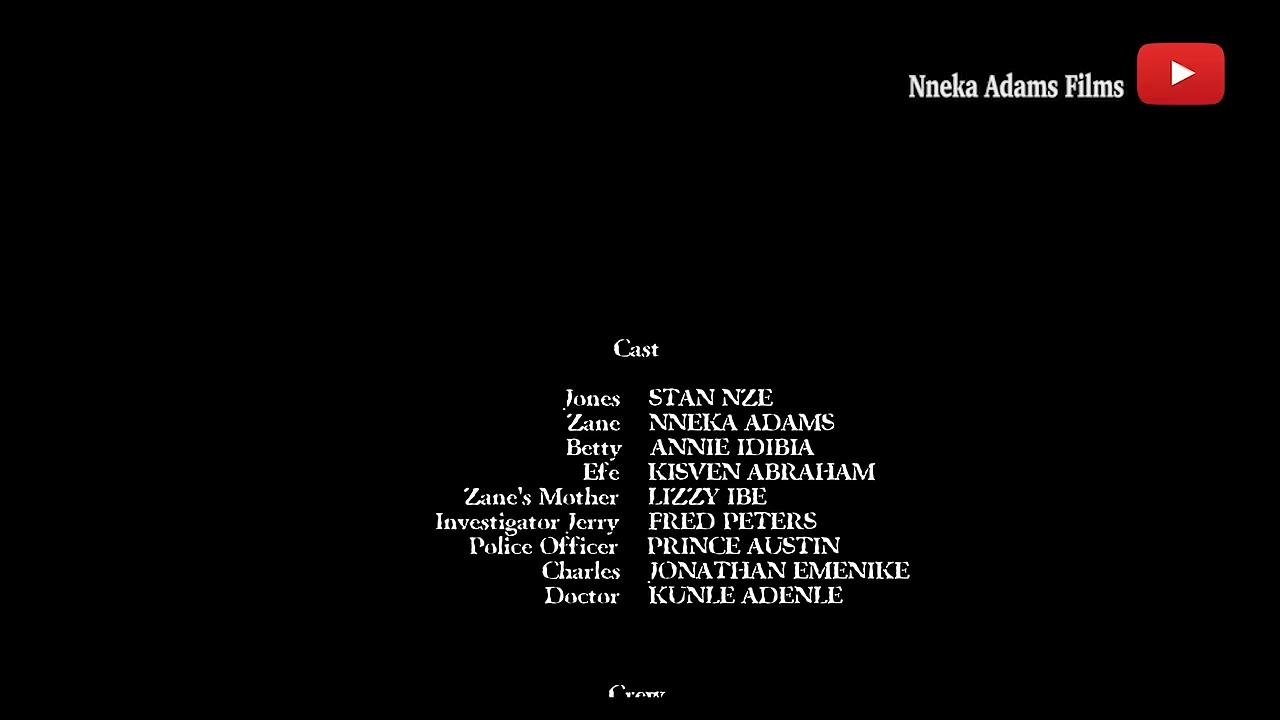 Nneka Adams Films
Cast
Jones STAN NZE
Zane NNEKA ADAMS
Betty ANNIE IDIBIA
Efe KISVEN ABRAHAM
Zane's Mother LIZZY IBE
Investigator Jerry FRED PETERS
Police Officer PRINCE AUSTIN
Charles JONATHAN EMENIKE
Doctor KUNLE ADENLE
Crew